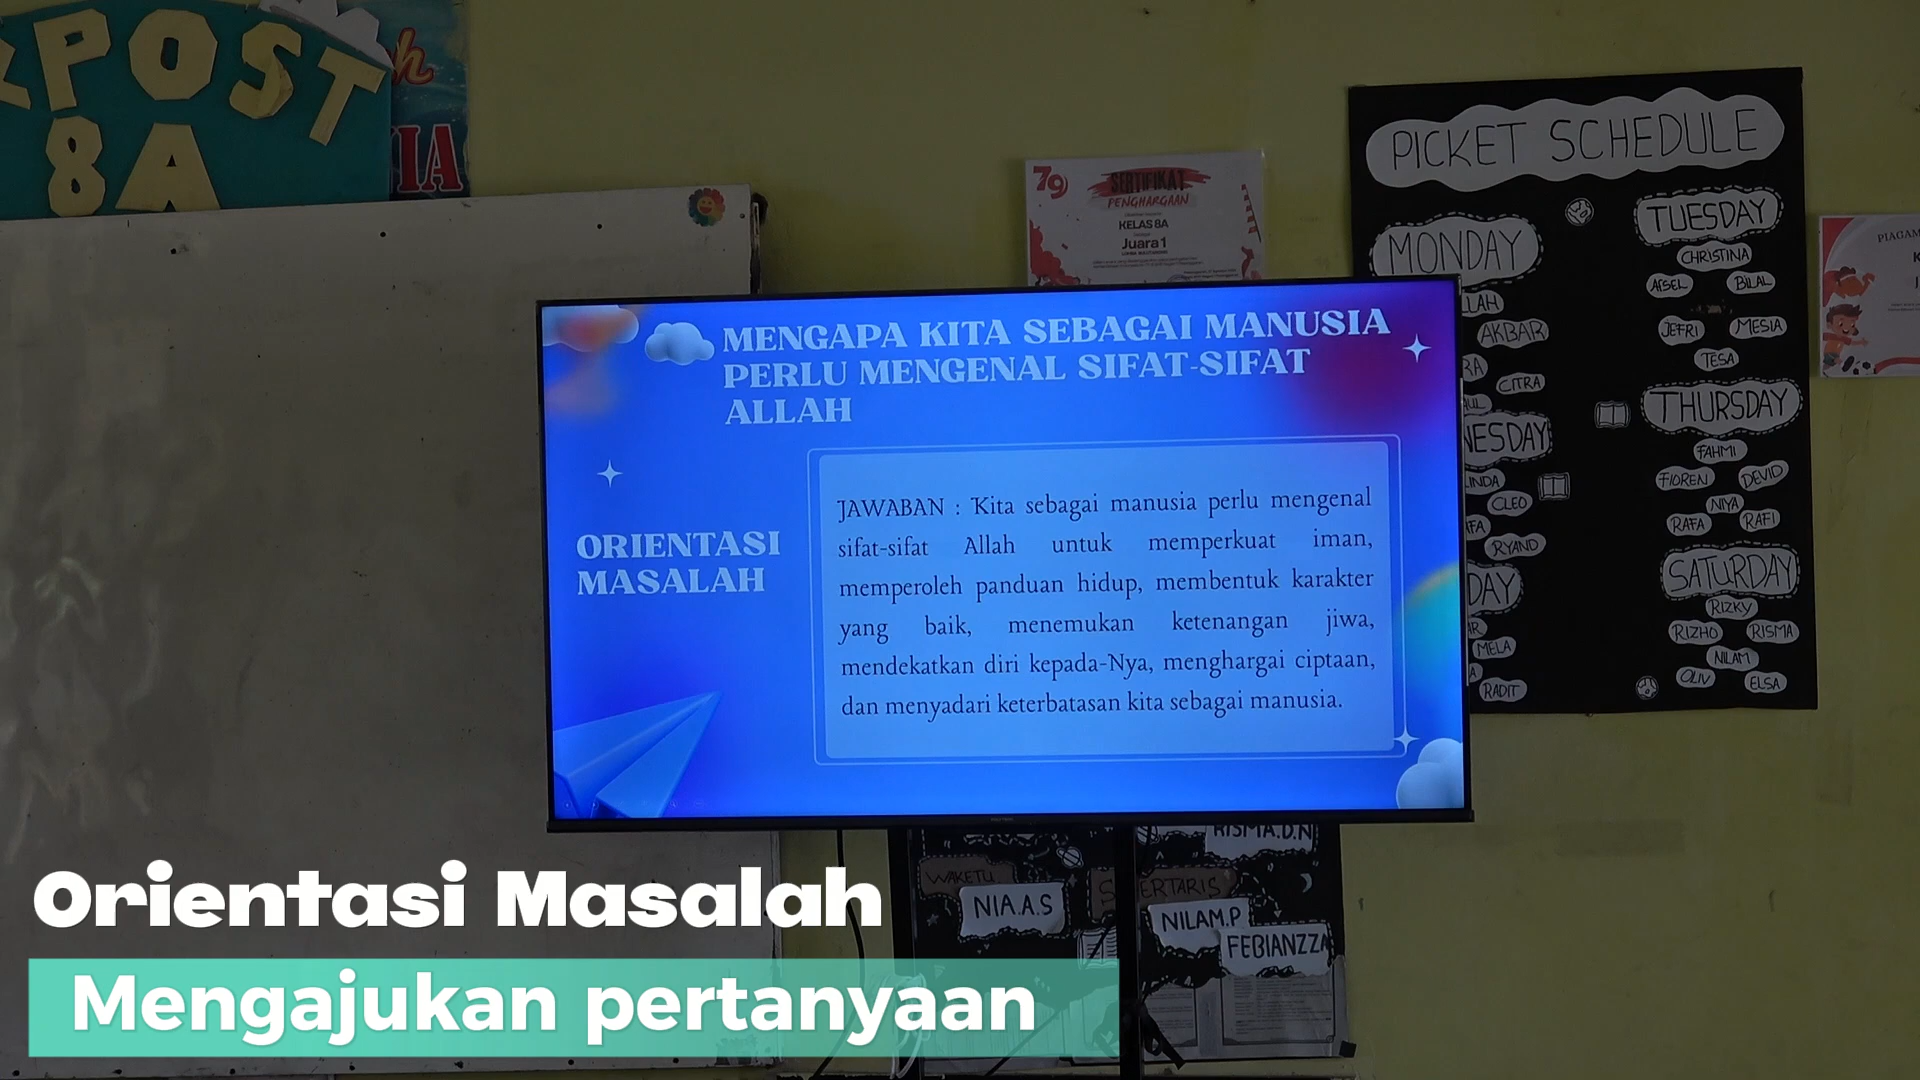 POST
8A
IA
79
SERTIFIKAT
PENGHARGAAN
KELAS 8A
Juara 1
PICKET SCHEDULE
MONDAY
AKBAR
CITRA
CLEO
RYAND
MELA
RADIT
TUESDAY
CHRISTINA
BILAL
JEFRI
MESIA
TESA
THURSDAY
FAHMI
FIOREN
DEVID
NIYA
RAFA
RAFI
SATURDAY
RIZKY
RIZHO
RISMA
NILAM
OLIV
ELSA
PIAGAM
MENGAPA KITA SEBAGAI MANUSIA
PERLU MENGENAL SIFAT-SIFAT
ALLAH
ORIENTASI
MASALAH
JAWABAN : Kita sebagai manusia perlu mengenal
sifat-sifat Allah untuk memperkuat iman,
memperoleh panduan hidup, membentuk karakter
yang baik, menemukan ketenangan jiwa,
mendekatkan diri kepada-Nya, menghargai ciptaan,
dan menyadari keterbatasan kita sebagai manusia.
RISMA.D.N
WAKETU
NIA.A.S
NILAM.P
FEBIANZZA
Orientasi Masalah
Mengajukan pertanyaan